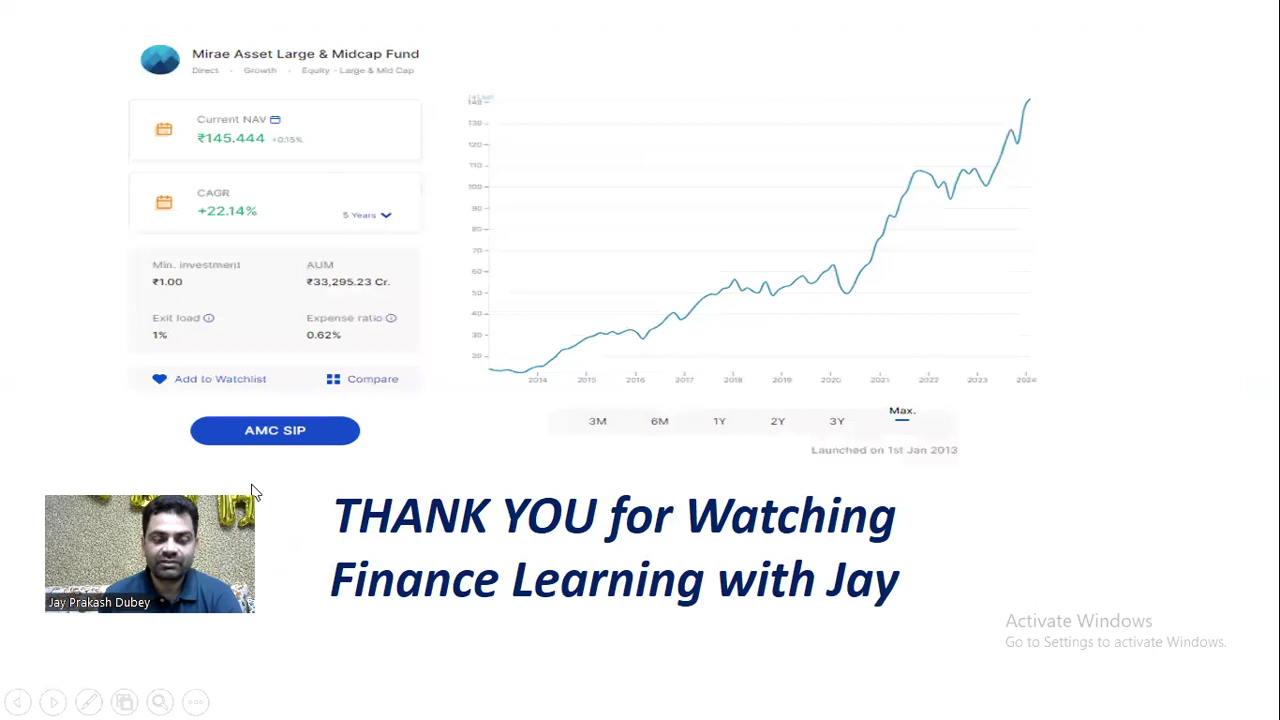 Mirae Asset Large & Midcap Fund
Direct - Growth - Equity - Large & Mid Cap
Current NAV
₹145.444 +0.15%
CAGR
+22.14%
5 Years
Min. investment
₹1.00
AUM
₹33,295.23 Cr.
Exit load
1%
Expense ratio
0.62%
Add to Watchlist
Compare
AMC SIP
140
130
120
110
100
90
80
70
60
50
40
30
20
2014 2015 2016 2017 2018 2019 2020 2021 2022 2023 2024
3M 6M 1Y 2Y 3Y Max.
Launched on 1st Jan 2013
THANK YOU for Watching
Finance Learning with Jay
Jay Prakash Dubey
Activate Windows
Go to Settings to activate Windows.